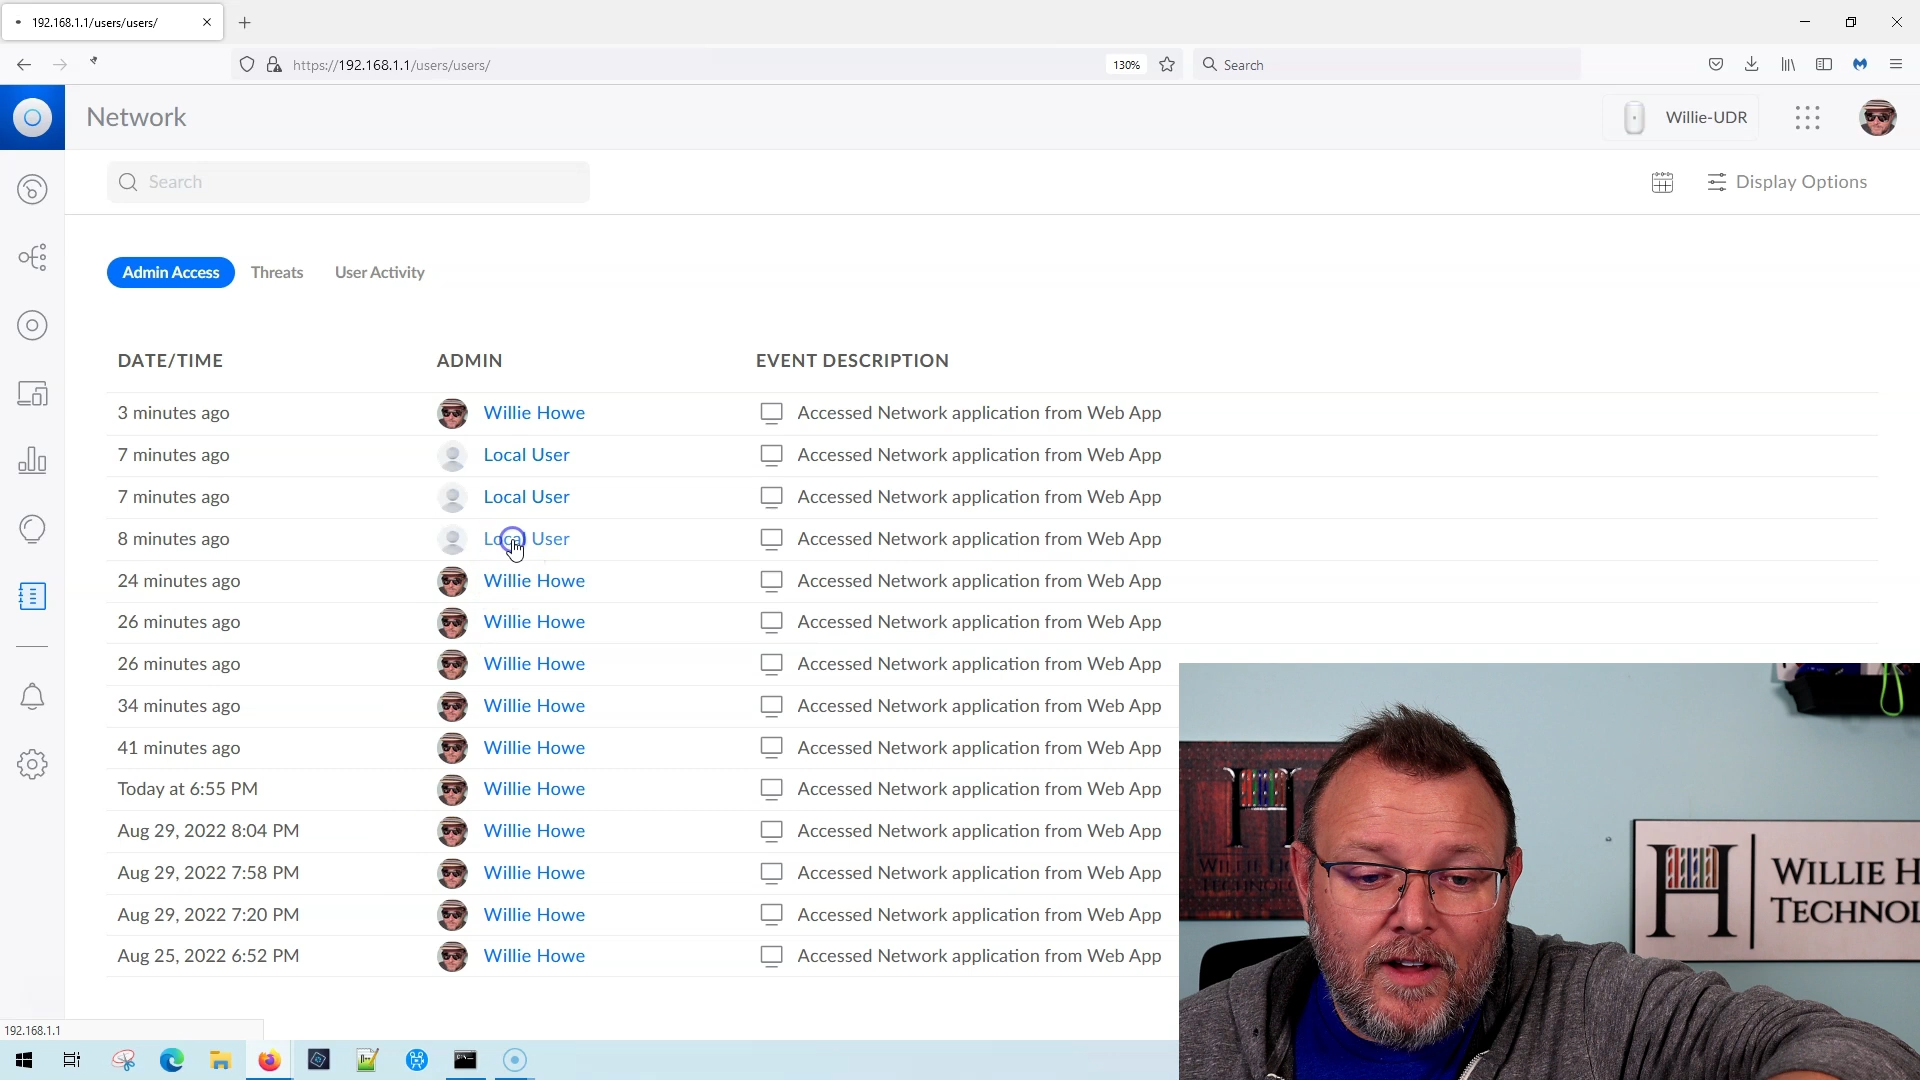 192.168.1.1/users/users/
https://192.168.1.1/users/users/
130%
Search
Network
Willie-UDR
Search
Display Options
Admin Access
Threats
User Activity
DATE/TIME
ADMIN
EVENT DESCRIPTION
3 minutes ago
Willie Howe
Accessed Network application from Web App
7 minutes ago
Local User
Accessed Network application from Web App
7 minutes ago
Local User
Accessed Network application from Web App
8 minutes ago
Local User
Accessed Network application from Web App
24 minutes ago
Willie Howe
Accessed Network application from Web App
26 minutes ago
Willie Howe
Accessed Network application from Web App
26 minutes ago
Willie Howe
Accessed Network application from Web App
34 minutes ago
Willie Howe
Accessed Network application from Web App
41 minutes ago
Willie Howe
Accessed Network application from Web App
Today at 6:55 PM
Willie Howe
Accessed Network application from Web App
Aug 29, 2022 8:04 PM
Willie Howe
Accessed Network application from Web App
Aug 29, 2022 7:58 PM
Willie Howe
Accessed Network application from Web App
Aug 29, 2022 7:20 PM
Willie Howe
Accessed Network application from Web App
Aug 25, 2022 6:52 PM
Willie Howe
Accessed Network application from Web App
192.168.1.1
WILLIE H
TECHNOL